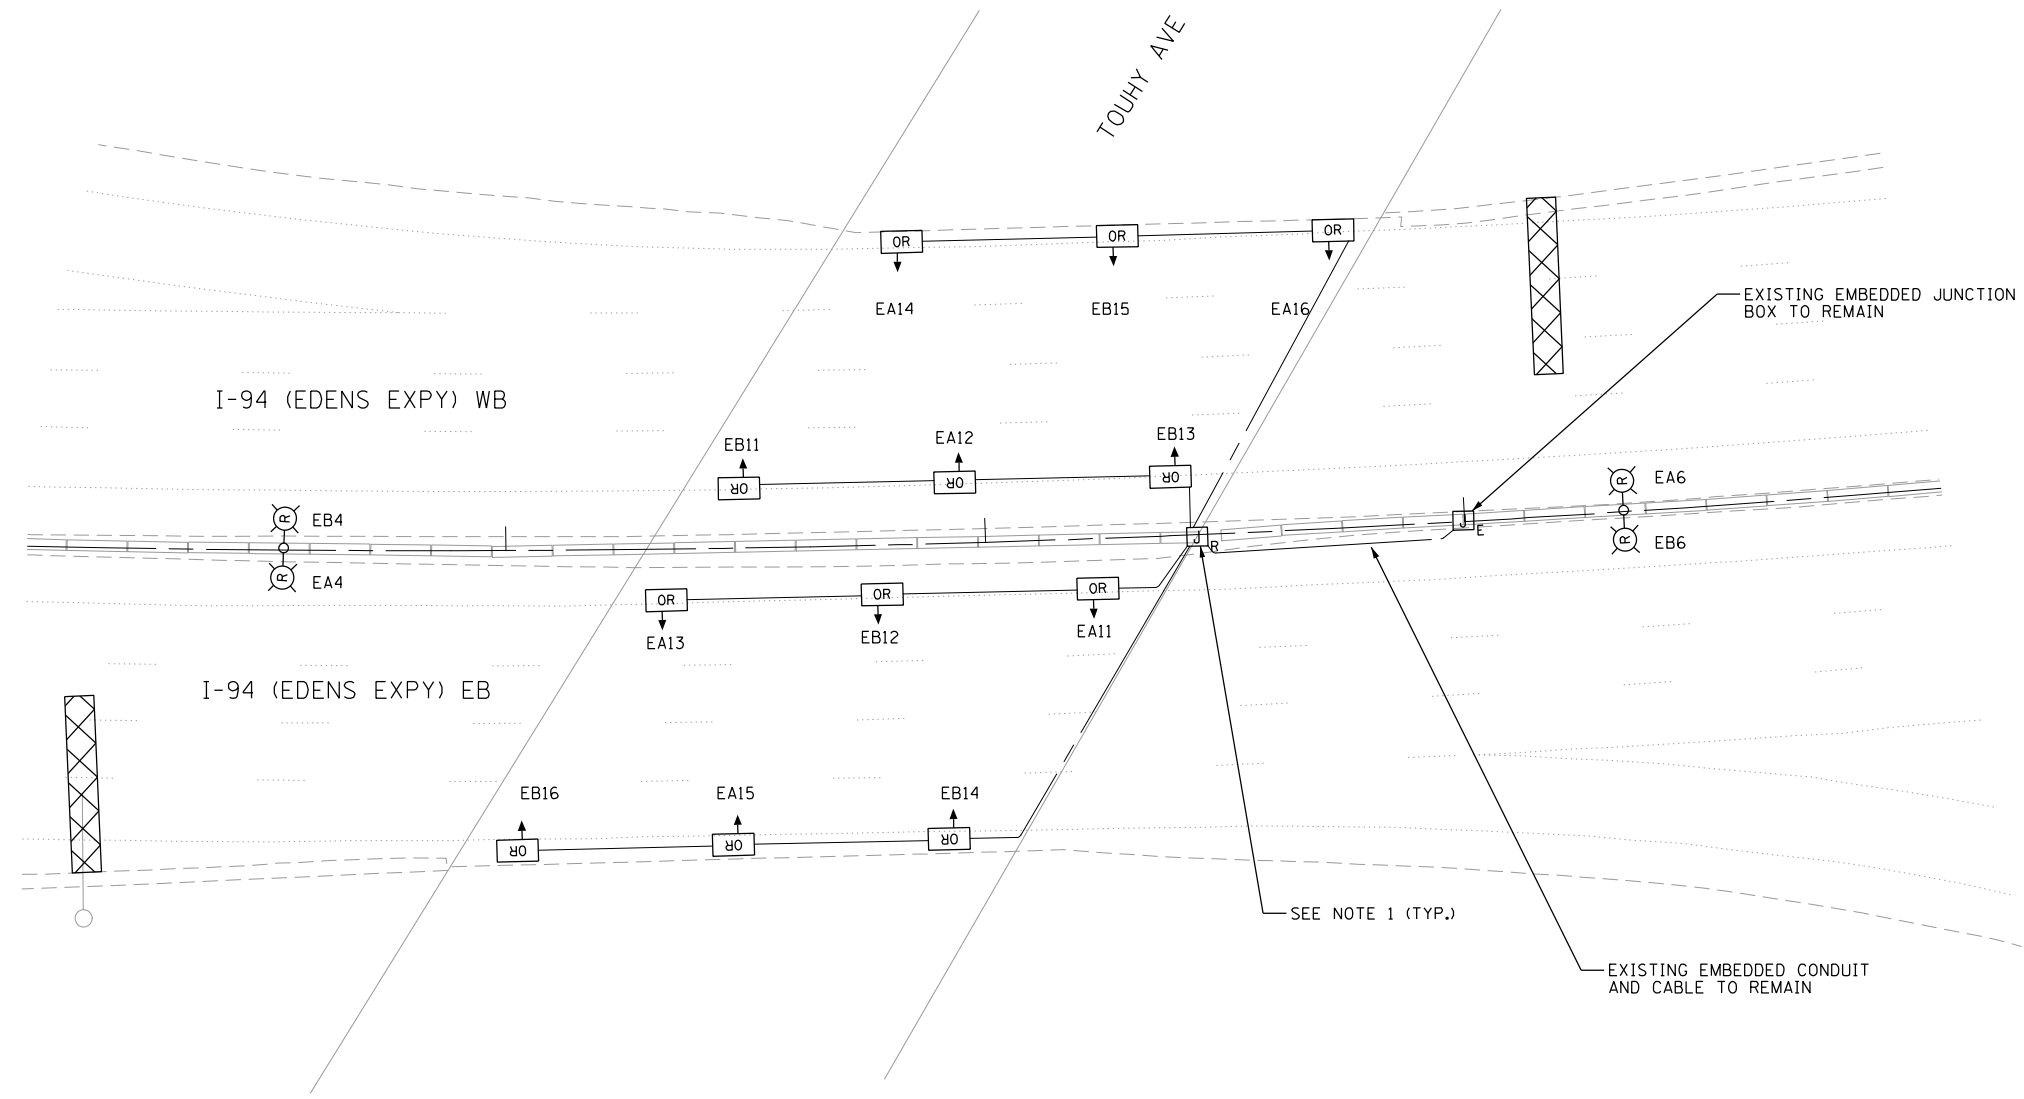 TOUHY AVE
OR
OR
OR
EA14
EB15
EA16
EXISTING EMBEDDED JUNCTION
BOX TO REMAIN
I-94 (EDENS EXPY) WB
EB11
EA12
EB13
OR
OR
OR
R
EB4
R
EA4
J
R
J
E
R
EA6
R
EB6
OR
OR
OR
EA13
EB12
EA11
I-94 (EDENS EXPY) EB
EB16
EA15
EB14
OR
OR
OR
SEE NOTE 1 (TYP.)
EXISTING EMBEDDED CONDUIT
AND CABLE TO REMAIN